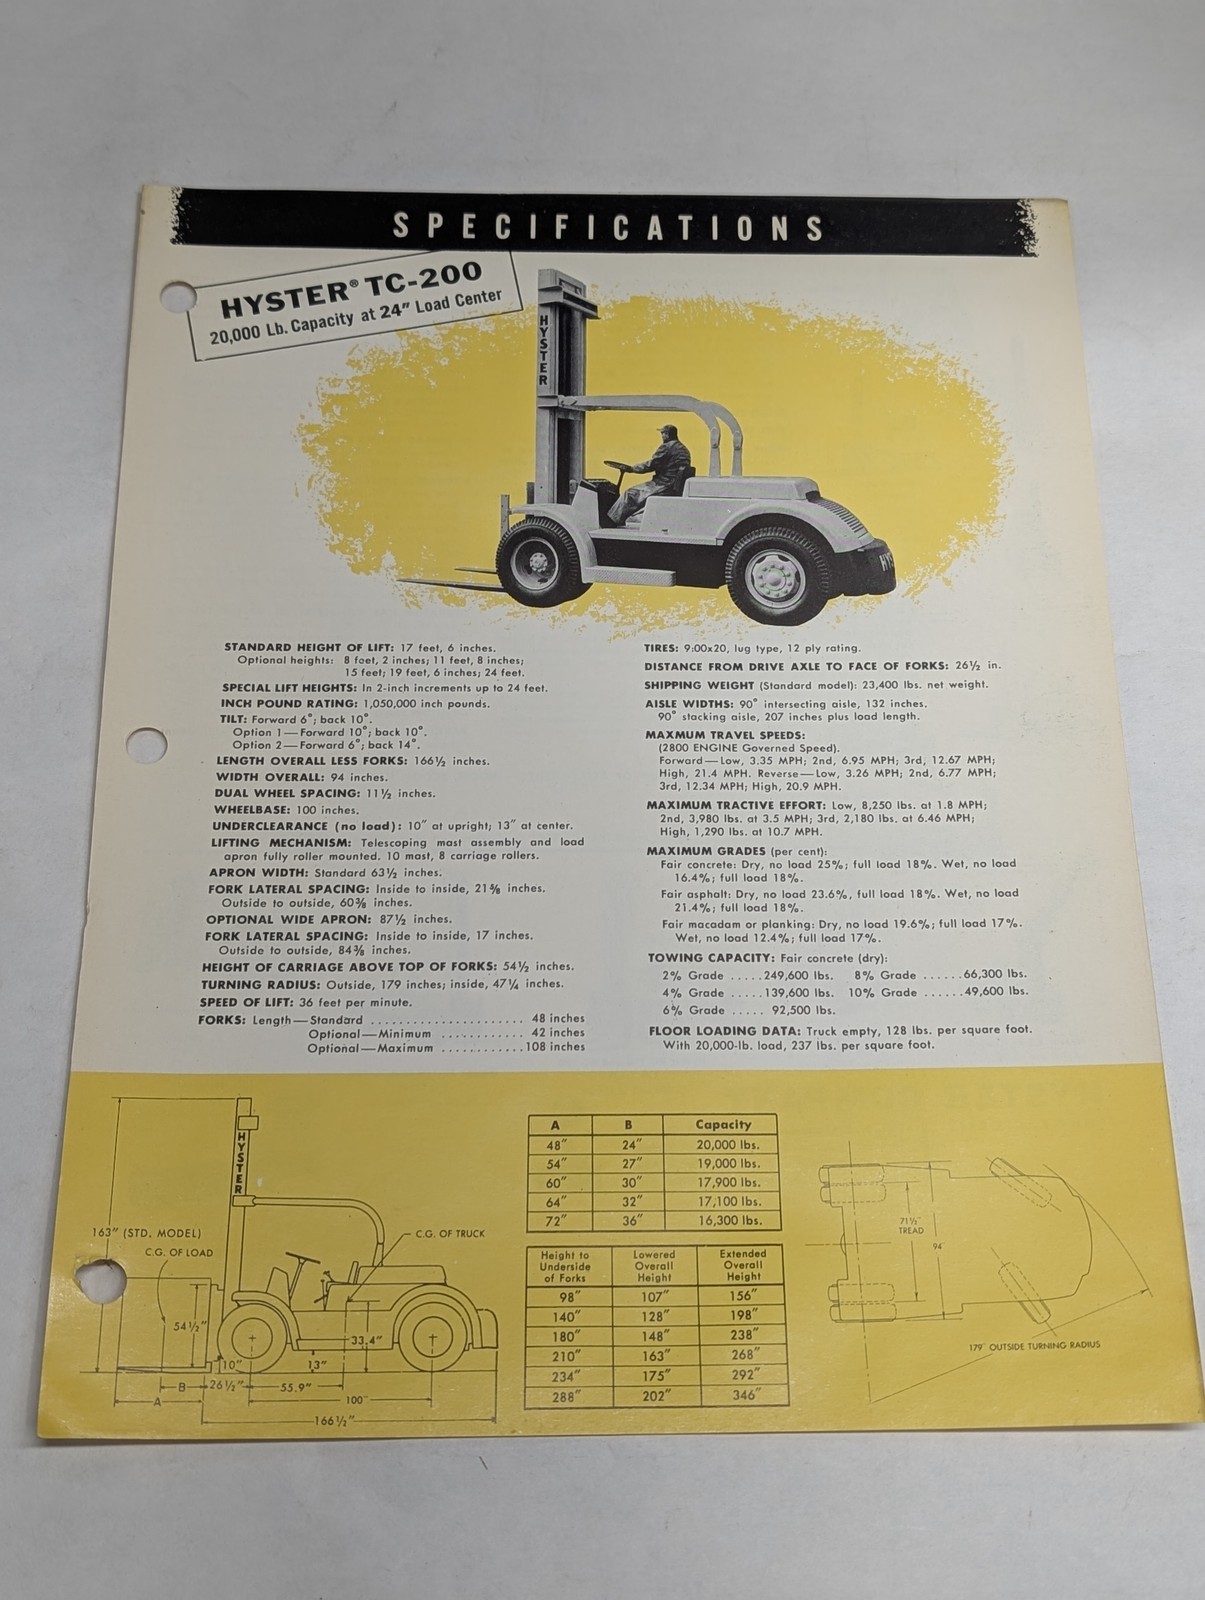 SPECIFICATIONS
HYSTER® TC-200
20,000 Lb. Capacity at 24" Load Center
HYSTER
HYSTER
STANDARD HEIGHT OF LIFT: 17 feet, 6 inches.
Optional heights: 8 feet, 2 inches; 11 feet, 8 inches;
15 feet; 19 feet, 6 inches; 24 feet.
SPECIAL LIFT HEIGHTS: In 2-inch increments up to 24 feet.
INCH POUND RATING: 1,050,000 inch pounds.
TILT: Forward 6°; back 10°.
Option 1—Forward 10°; back 10°.
Option 2—Forward 6°; back 14°.
LENGTH OVERALL LESS FORKS: 166½ inches.
WIDTH OVERALL: 94 inches.
DUAL WHEEL SPACING: 11½ inches.
WHEELBASE: 100 inches.
UNDERCLEARANCE (no load): 10" at upright; 13" at center.
LIFTING MECHANISM: Telescoping mast assembly and load
apron fully roller mounted. 10 mast, 8 carriage rollers.
APRON WIDTH: Standard 63½ inches.
FORK LATERAL SPACING: Inside to inside, 21⅜ inches.
Outside to outside, 60⅜ inches.
OPTIONAL WIDE APRON: 87½ inches.
FORK LATERAL SPACING: Inside to inside, 17 inches.
Outside to outside, 84⅜ inches.
HEIGHT OF CARRIAGE ABOVE TOP OF FORKS: 54½ inches.
TURNING RADIUS: Outside, 179 inches; inside, 47¼ inches.
SPEED OF LIFT: 36 feet per minute.
FORKS: Length—Standard ....................... 48 inches
Optional—Minimum ............ 42 inches
Optional—Maximum ............108 inches
TIRES: 9:00x20, lug type, 12 ply rating.
DISTANCE FROM DRIVE AXLE TO FACE OF FORKS: 26½ in.
SHIPPING WEIGHT (Standard model): 23,400 lbs. net weight.
AISLE WIDTHS: 90° intersecting aisle, 132 inches.
90° stacking aisle, 207 inches plus load length.
MAXMUM TRAVEL SPEEDS:
(2800 ENGINE Governed Speed).
Forward—Low, 3.35 MPH; 2nd, 6.95 MPH; 3rd, 12.67 MPH;
High, 21.4 MPH. Reverse—Low, 3.26 MPH; 2nd, 6.77 MPH;
3rd, 12.34 MPH; High, 20.9 MPH.
MAXIMUM TRACTIVE EFFORT: Low, 8,250 lbs. at 1.8 MPH;
2nd, 3,980 lbs. at 3.5 MPH; 3rd, 2,180 lbs. at 6.46 MPH;
High, 1,290 lbs. at 10.7 MPH.
MAXIMUM GRADES (per cent):
Fair concrete: Dry, no load 25%; full load 18%. Wet, no load
16.4%; full load 18%.
Fair asphalt: Dry, no load 23.6%, full load 18%. Wet, no load
21.4%; full load 18%.
Fair macadam or planking: Dry, no load 19.6%; full load 17%.
Wet, no load 12.4%; full load 17%.
TOWING CAPACITY: Fair concrete (dry):
2% Grade .....249,600 lbs. 8% Grade ......66,300 lbs.
4% Grade .....139,600 lbs. 10% Grade ......49,600 lbs.
6% Grade ..... 92,500 lbs.
FLOOR LOADING DATA: Truck empty, 128 lbs. per square foot.
With 20,000-lb. load, 237 lbs. per square foot.
HYSTER
163" (STD. MODEL)
C.G. OF LOAD
C.G. OF TRUCK
54½"
33.4"
10"
13"
B
26½"
55.9"
A
100"
166½"
A B Capacity
48" 24" 20,000 lbs.
54" 27" 19,000 lbs.
60" 30" 17,900 lbs.
64" 32" 17,100 lbs.
72" 36" 16,300 lbs.
Height to Underside of Forks Lowered Overall Height Extended Overall Height
98" 107" 156"
140" 128" 198"
180" 148" 238"
210" 163" 268"
234" 175" 292"
288" 202" 346"
71½"
TREAD
94"
179" OUTSIDE TURNING RADIUS